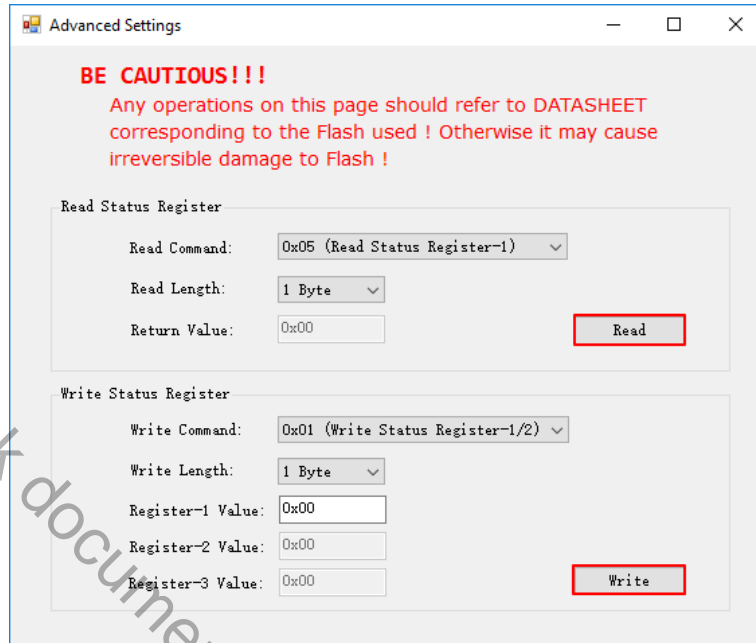 Advanced Settings
BE CAUTIOUS!!!
Any operations on this page should refer to DATASHEET
corresponding to the Flash used ! Otherwise it may cause
irreversible damage to Flash !
Read Status Register
Read Command: 0x05 (Read Status Register-1)
Read Length: 1 Byte
Return Value: 0x00 Read
Write Status Register
Write Command: 0x01 (Write Status Register-1/2)
Write Length: 1 Byte
Register-1 Value: 0x00
Register-2 Value: 0x00
Register-3 Value: 0x00 Write